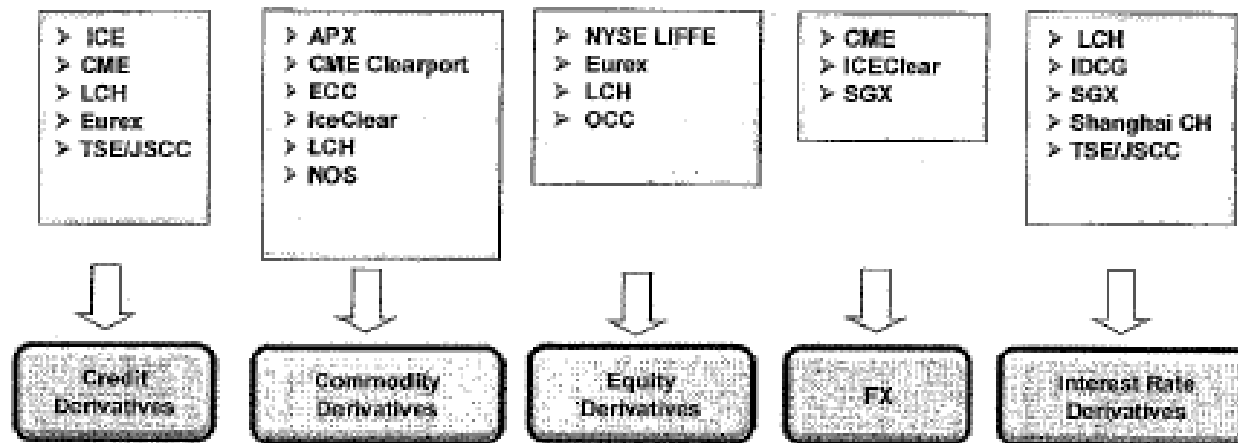 ➢ ICE
➢ CME
➢ LCH
➢ Eurex
➢ TSE/JSCC
➢ APX
➢ CME Clearport
➢ ECC
➢ IceClear
➢ LCH
➢ NOS
➢ NYSE LIFFE
➢ Eurex
➢ LCH
➢ OCC
➢ CME
➢ ICEClear
➢ SGX
➢ LCH
➢ IDCG
➢ SGX
➢ Shanghai CH
➢ TSE/JSCC
Credit
Derivatives
Commodity
Derivatives
Equity
Derivatives
FX
Interest Rate
Derivatives